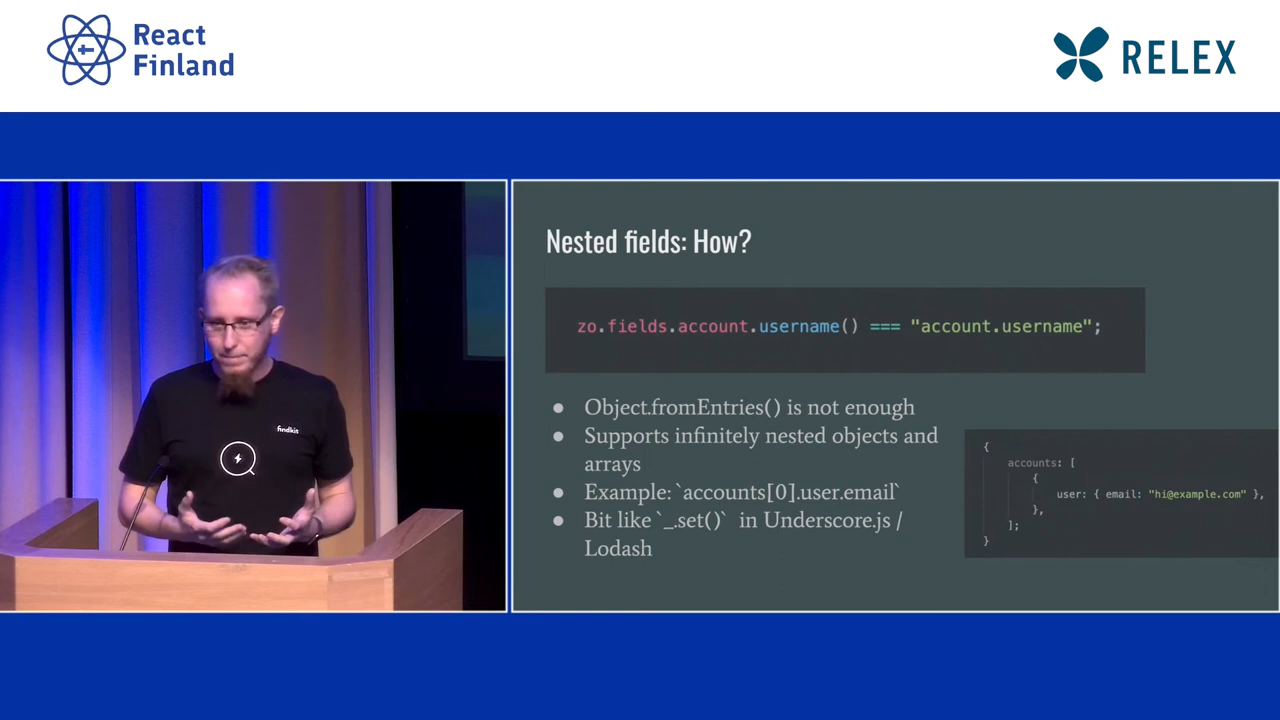 React
Finland
RELEX
findkit
Nested fields: How?
zo.fields.account.username() === "account.username";
● Object.fromEntries() is not enough
● Supports infinitely nested objects and
arrays
● Example: `accounts[0].user.email`
● Bit like `_.set()` in Underscore.js /
Lodash
{
accounts: [
{
user: { email: "hi@example.com" },
},
];
}